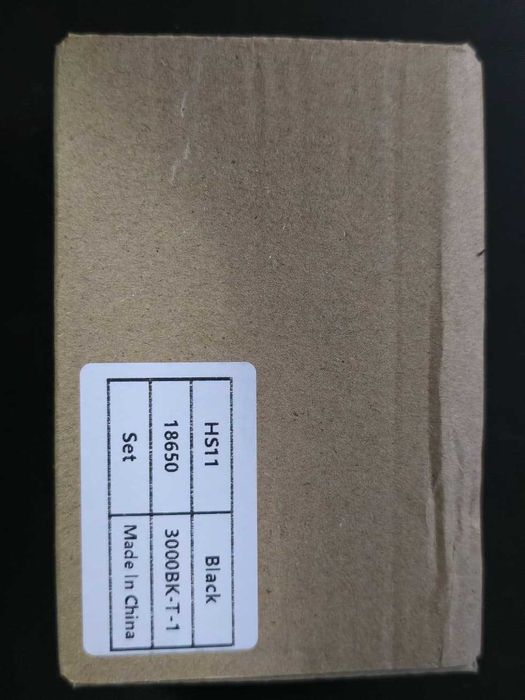 HS11 Black
18650 3000BK-T-1
Set Made In China